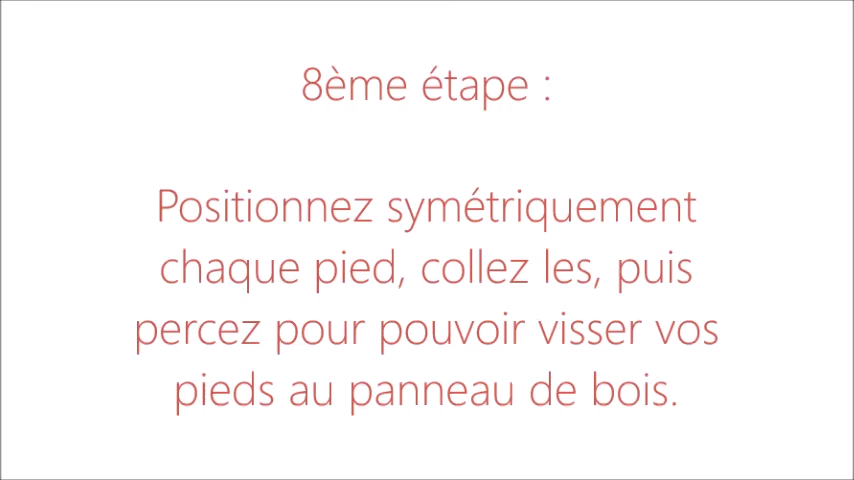 8ème étape :
Positionnez symétriquement
chaque pied, collez les, puis
percez pour pouvoir visser vos
pieds au panneau de bois.